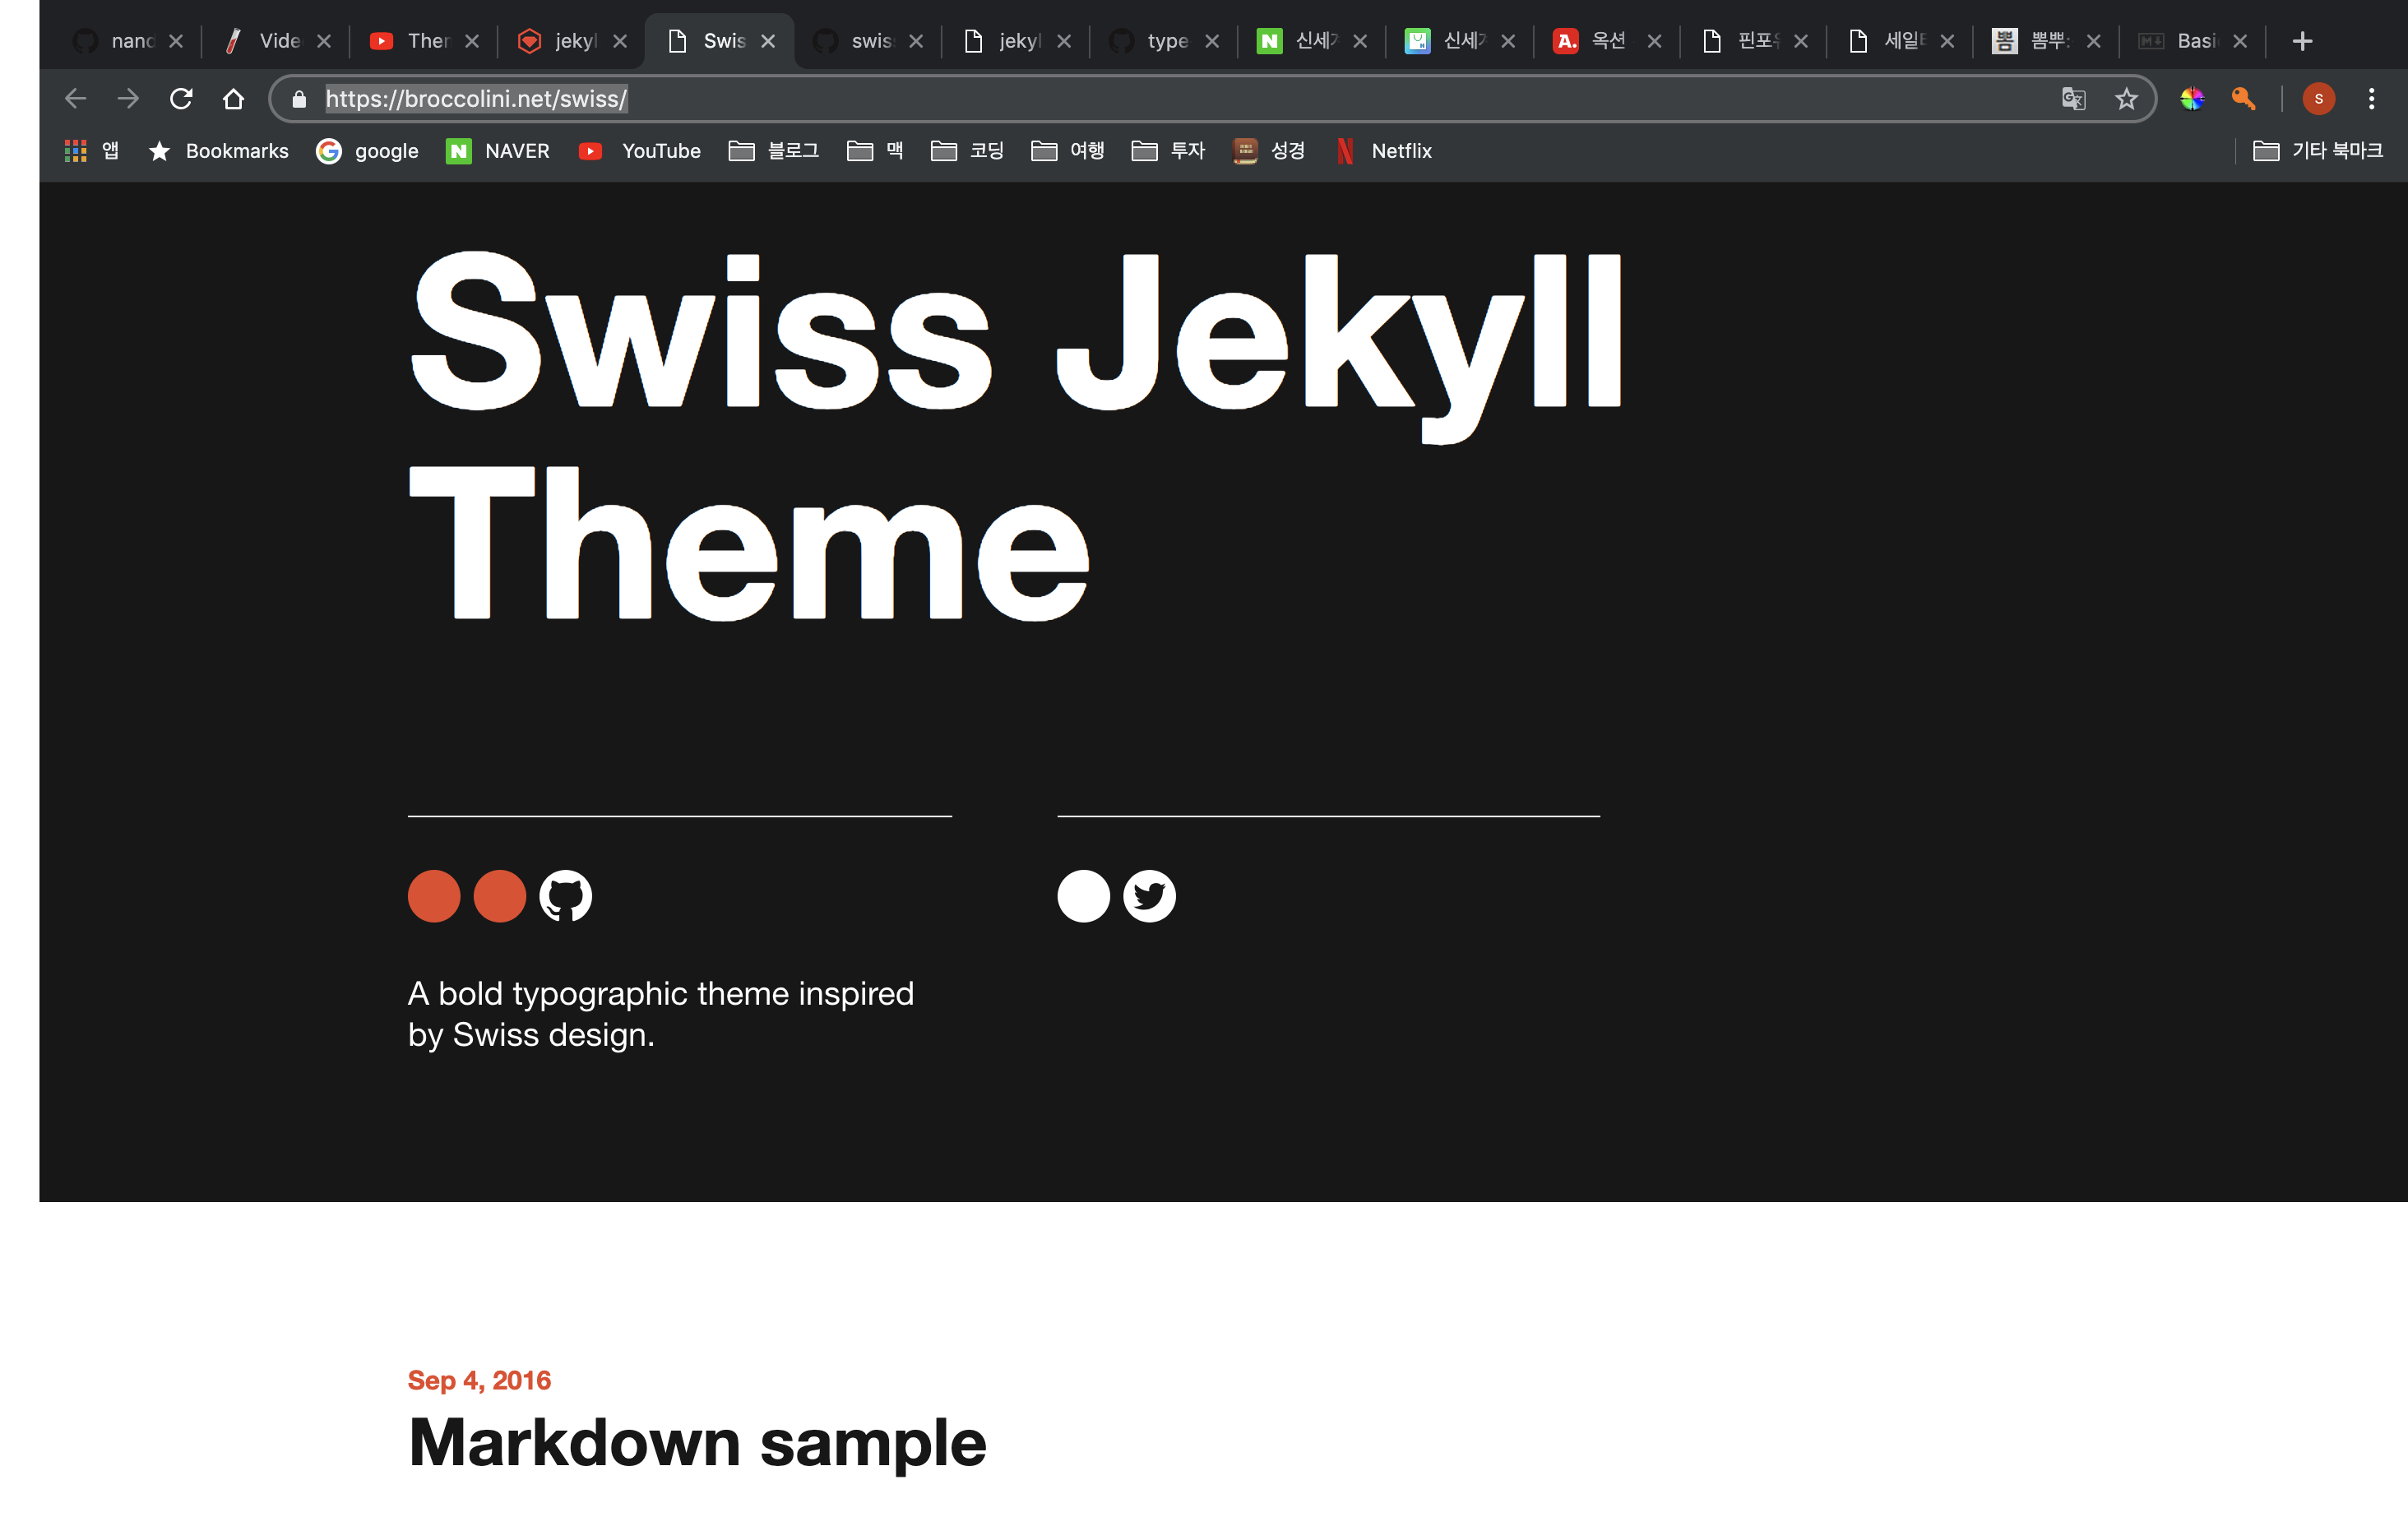 nand Vide Ther jekyl Swis swis jekyl type 신세기 신세기 옥션 핀포 세일 뽐뿌: Basi
https://broccolini.net/swiss/ s
앱 Bookmarks google NAVER YouTube 블로그 맥 코딩 여행 투자 성경 Netflix 기타 북마크
Swiss Jekyll
Theme
A bold typographic theme inspired
by Swiss design.
Sep 4, 2016
Markdown sample